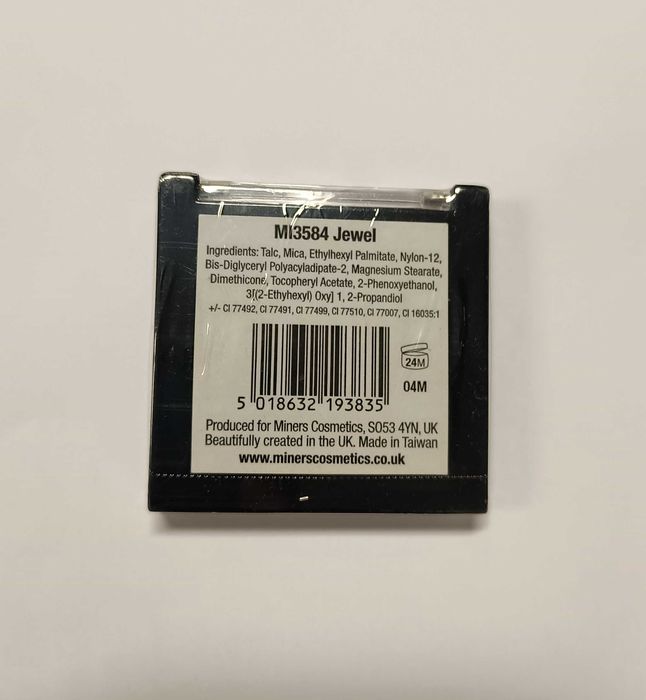 MI3584 Jewel
Ingredients: Talc, Mica, Ethylhexyl Palmitate, Nylon-12,
Bis-Diglyceryl Polyacyladipate-2, Magnesium Stearate,
Dimethicone, Tocopheryl Acetate, 2-Phenoxyethanol,
3[(2-Ethyhexyl) Oxy] 1, 2-Propandiol
+/- CI 77492, CI 77491, CI 77499, CI 77510, CI 77007, CI 16035:1
24M
04M
5 018632 193835
Produced for Miners Cosmetics, SO53 4YN, UK
Beautifully created in the UK. Made in Taiwan
www.minerscosmetics.co.uk